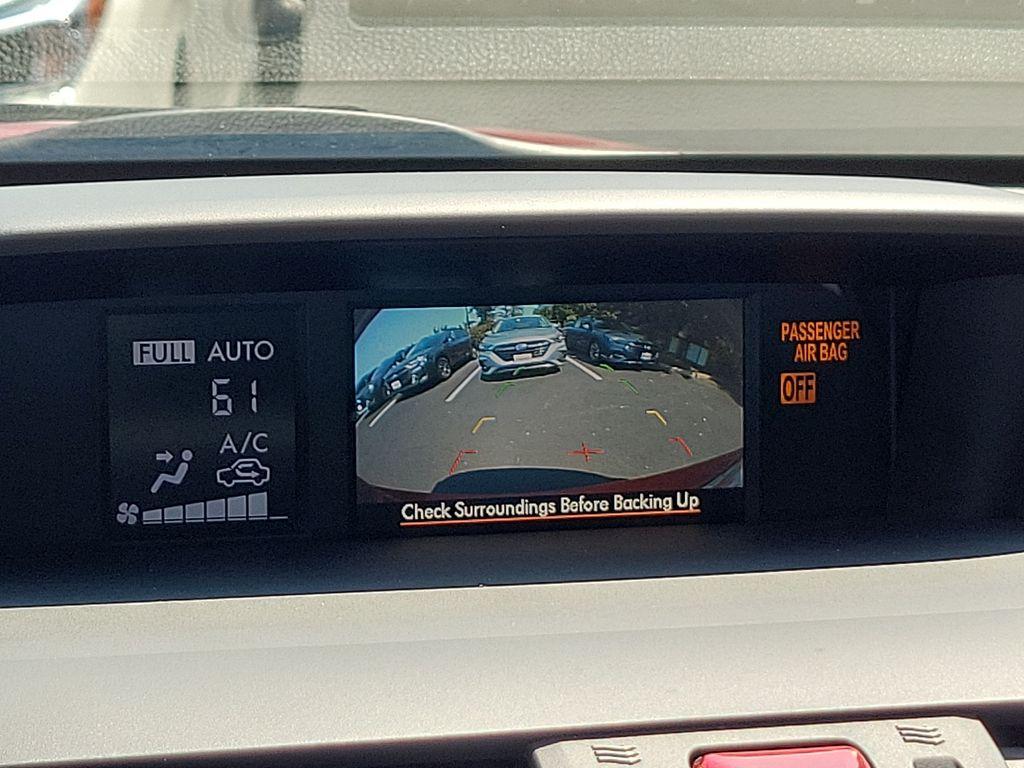 FULL AUTO
61
A/C
Check Surroundings Before Backing Up
PASSENGER
AIR BAG
OFF